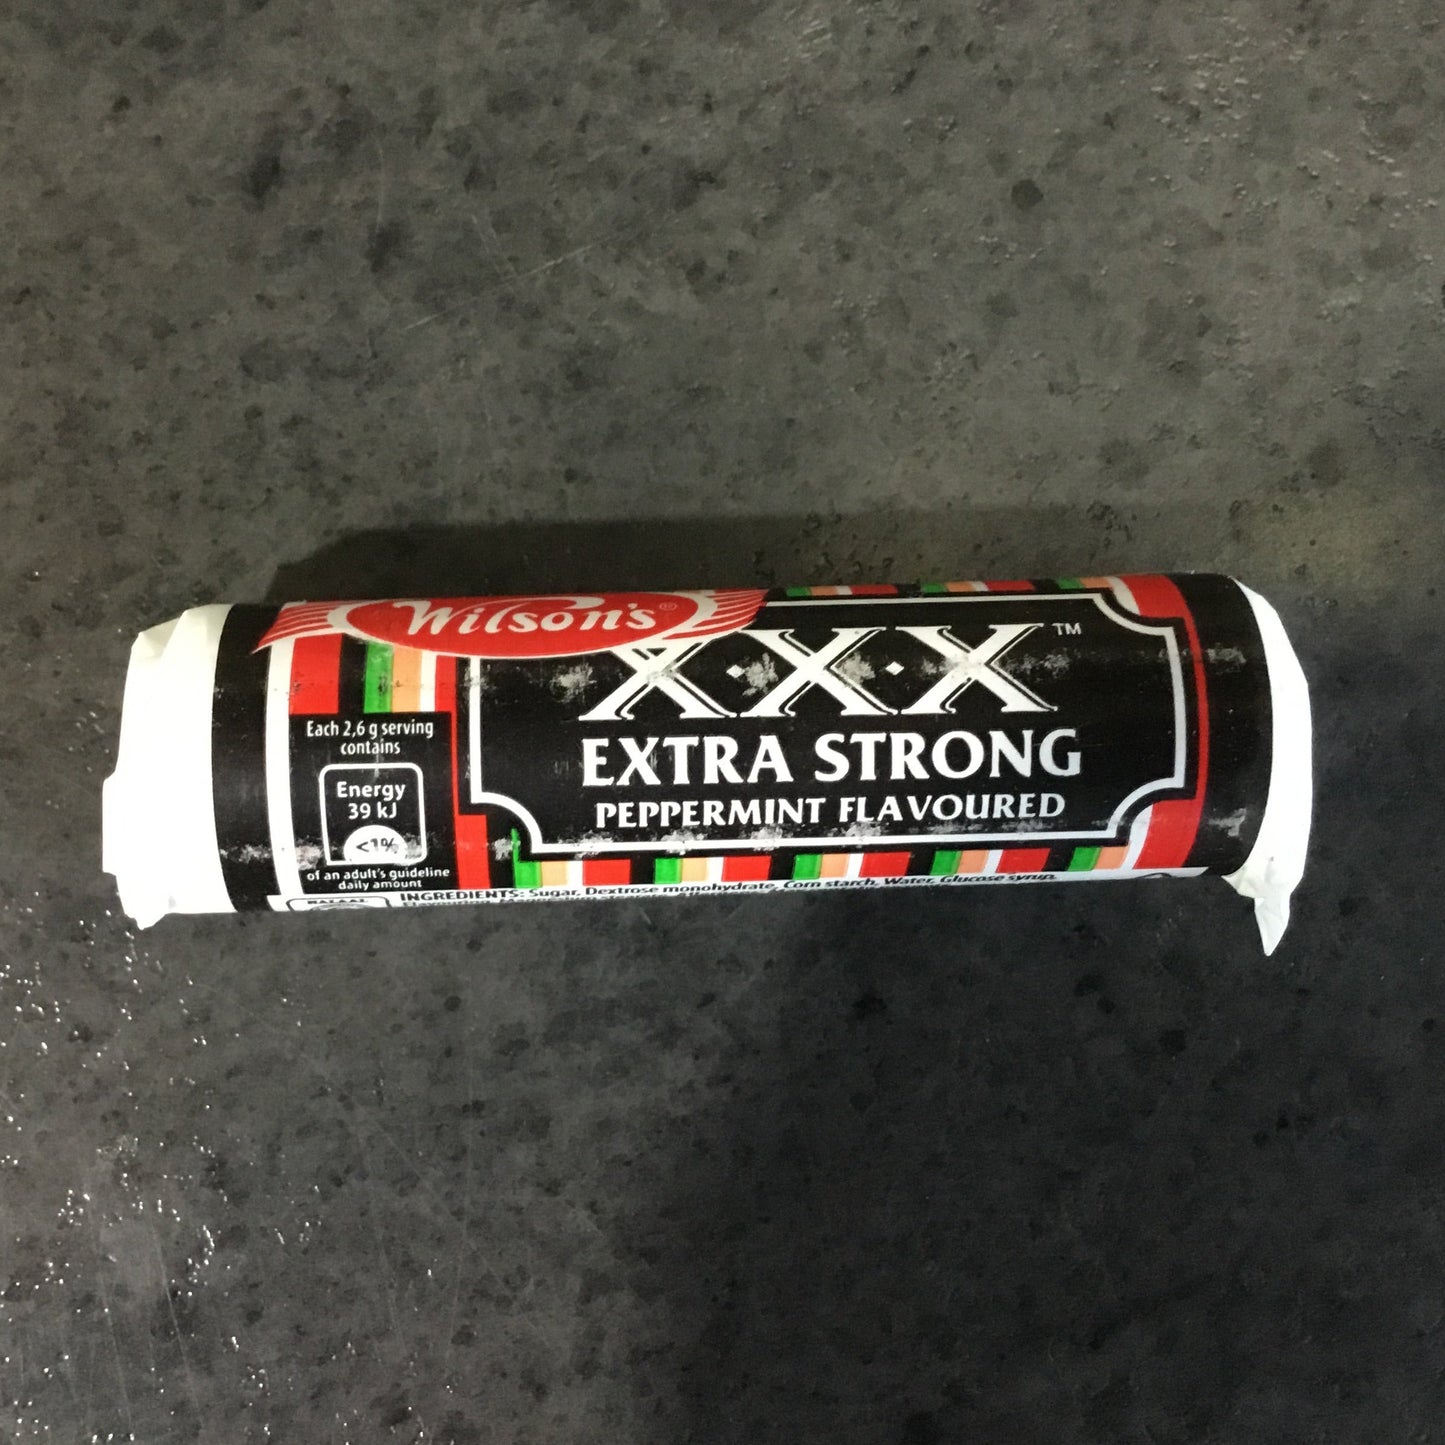 Wilson's®
X·X·X™
EXTRA STRONG
PEPPERMINT FLAVOURED
Each 2,6 g serving
contains
Energy
39 kJ
<1%
of an adult's guideline
daily amount
INGREDIENTS: Sugar, Dextrose monohydrate, Corn starch, Water, Glucose syrup,